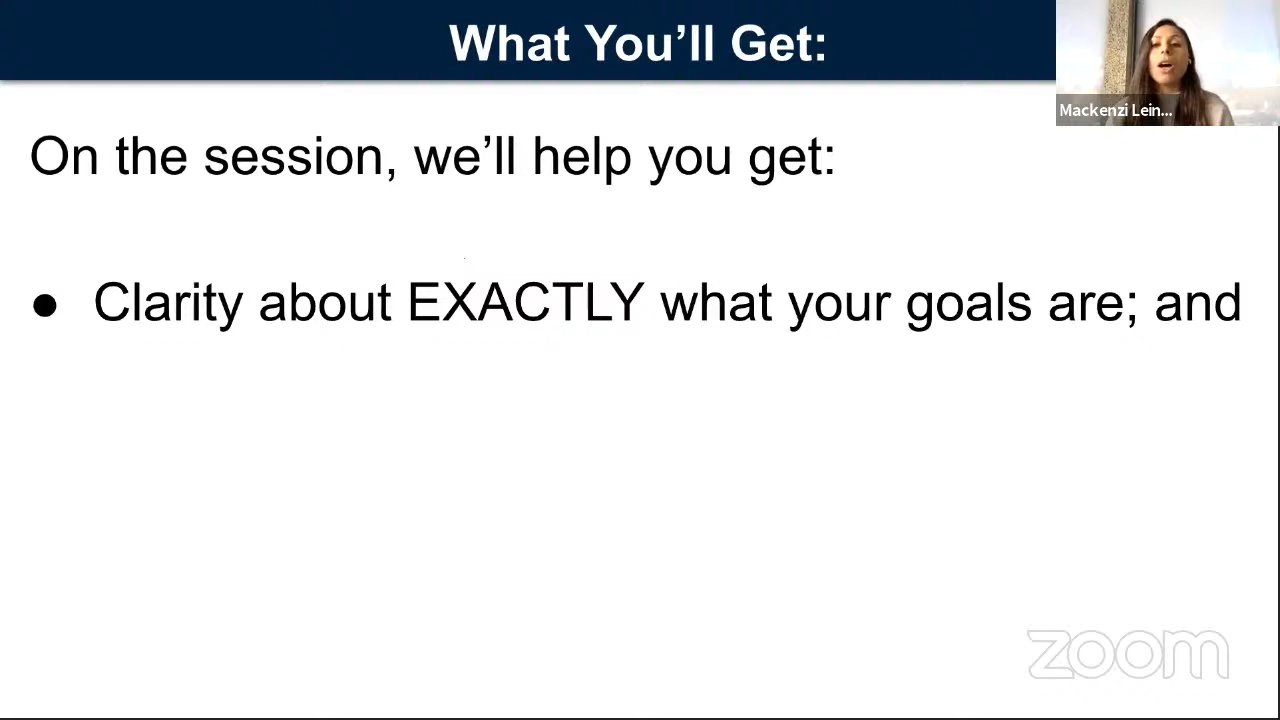 What You’ll Get:
Mackenzi Lein...
On the session, we’ll help you get:
● Clarity about EXACTLY what your goals are; and
zoom